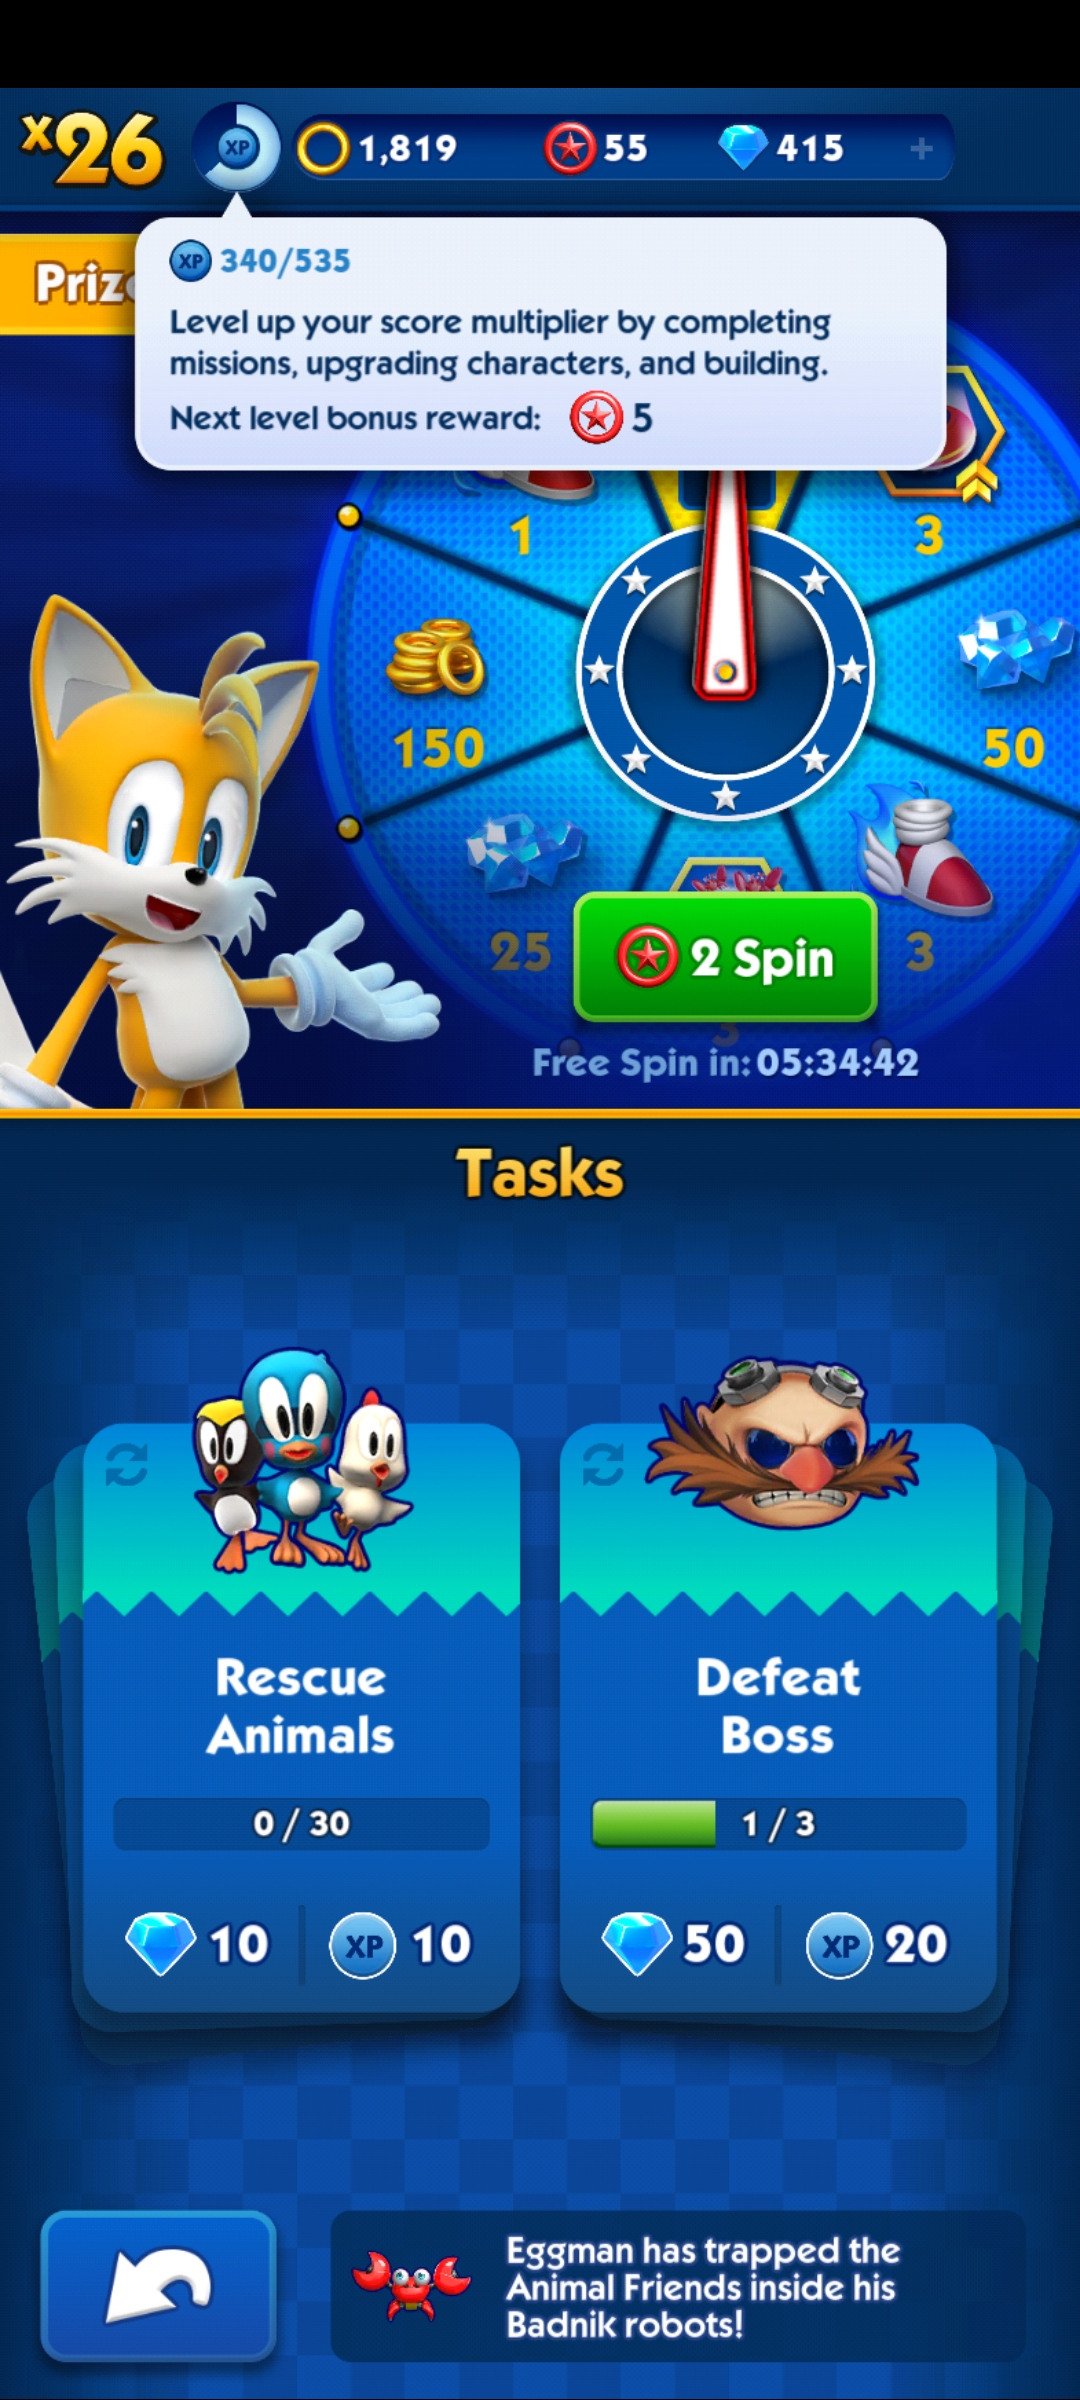 x26
XP
1,819
55
415
XP 340/535
Level up your score multiplier by completing
missions, upgrading characters, and building.
Next level bonus reward: 5
1
3
150
50
25
3
2 Spin
3
Free Spin in: 05:34:42
Tasks
Rescue
Animals
0 / 30
10
XP 10
Defeat
Boss
1 / 3
50
XP 20
Eggman has trapped the
Animal Friends inside his
Badnik robots!